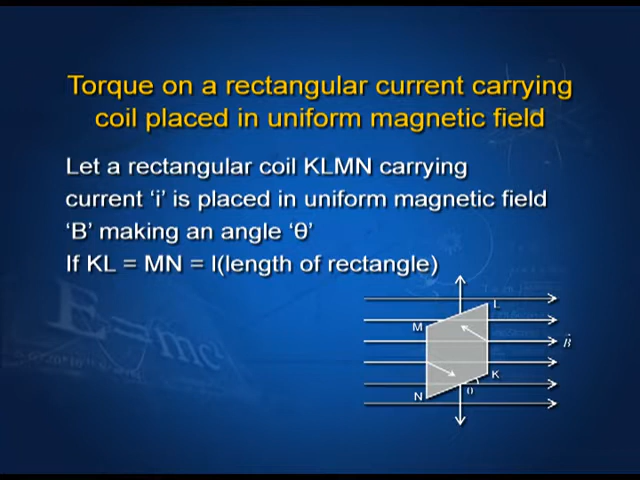 Torque on a rectangular current carrying
coil placed in uniform magnetic field
Let a rectangular coil KLMN carrying
current ‘i’ is placed in uniform magnetic field
‘B’ making an angle ‘θ’
If KL = MN = l(length of rectangle)
L
M
B
K
θ
N
E=mc²